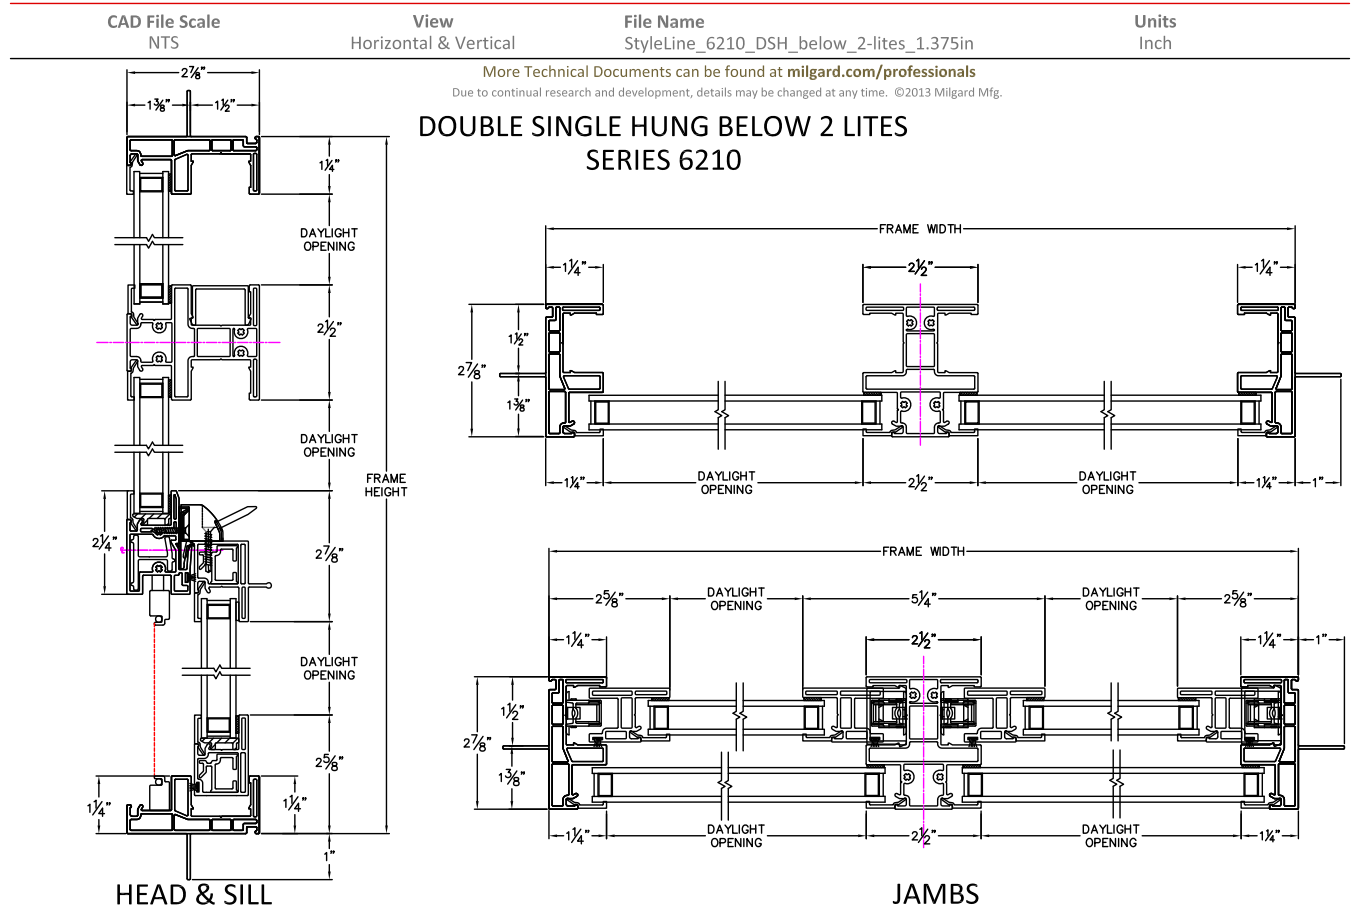 CAD File Scale View File Name Units
NTS Horizontal & Vertical StyleLine_6210_DSH_below_2-lites_1.375in Inch
More Technical Documents can be found at milgard.com/professionals
Due to continual research and development, details may be changed at any time. ©2013 Milgard Mfg.
DOUBLE SINGLE HUNG BELOW 2 LITES
SERIES 6210
2⅞"
1⅜" 1½"
1¼"
DAYLIGHT
OPENING
2½"
DAYLIGHT
OPENING
FRAME
HEIGHT
2¼"
2⅞"
DAYLIGHT
OPENING
2⅝"
1¼" 1¼"
1"
HEAD & SILL
FRAME WIDTH
1¼" 2½" 1¼"
1½"
2⅞"
1⅜"
1¼" DAYLIGHT OPENING 2½" DAYLIGHT OPENING 1¼" 1"
FRAME WIDTH
2⅝" DAYLIGHT OPENING 5¼" DAYLIGHT OPENING 2⅝"
1¼" 2½" 1¼" 1"
1½"
2⅞"
1⅜"
1¼" DAYLIGHT OPENING 2½" DAYLIGHT OPENING 1¼"
JAMBS